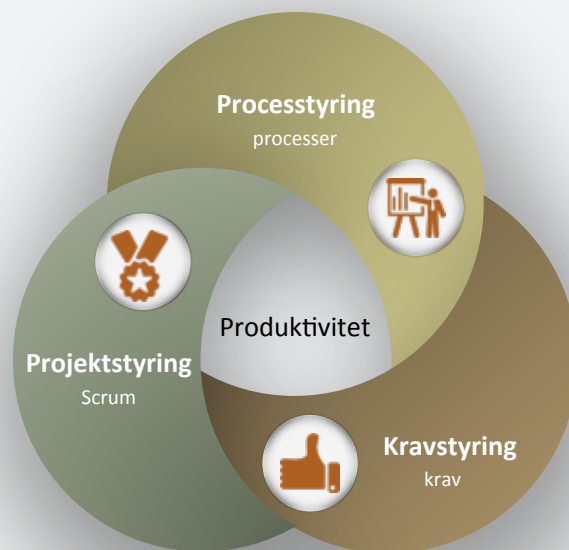 Processtyring
processer
Produktivitet
Projektstyring
Scrum
Kravstyring
krav